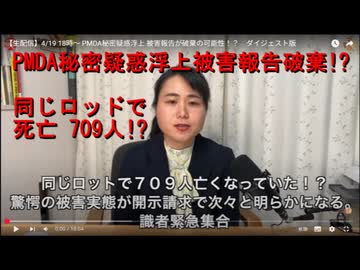 【生配信】4/19 18時～ PMDA秘密疑惑浮上 被害報告が破棄の可能性！？ ダイジェスト版
PMDA秘密疑惑浮上被害報告破棄!?
同じロッドで
死亡 709人!?
同じロットで７０９人亡くなっていた！？
驚愕の被害実態が開示請求で次々と明らかになる。
識者緊急集合
0:00 / 18:04